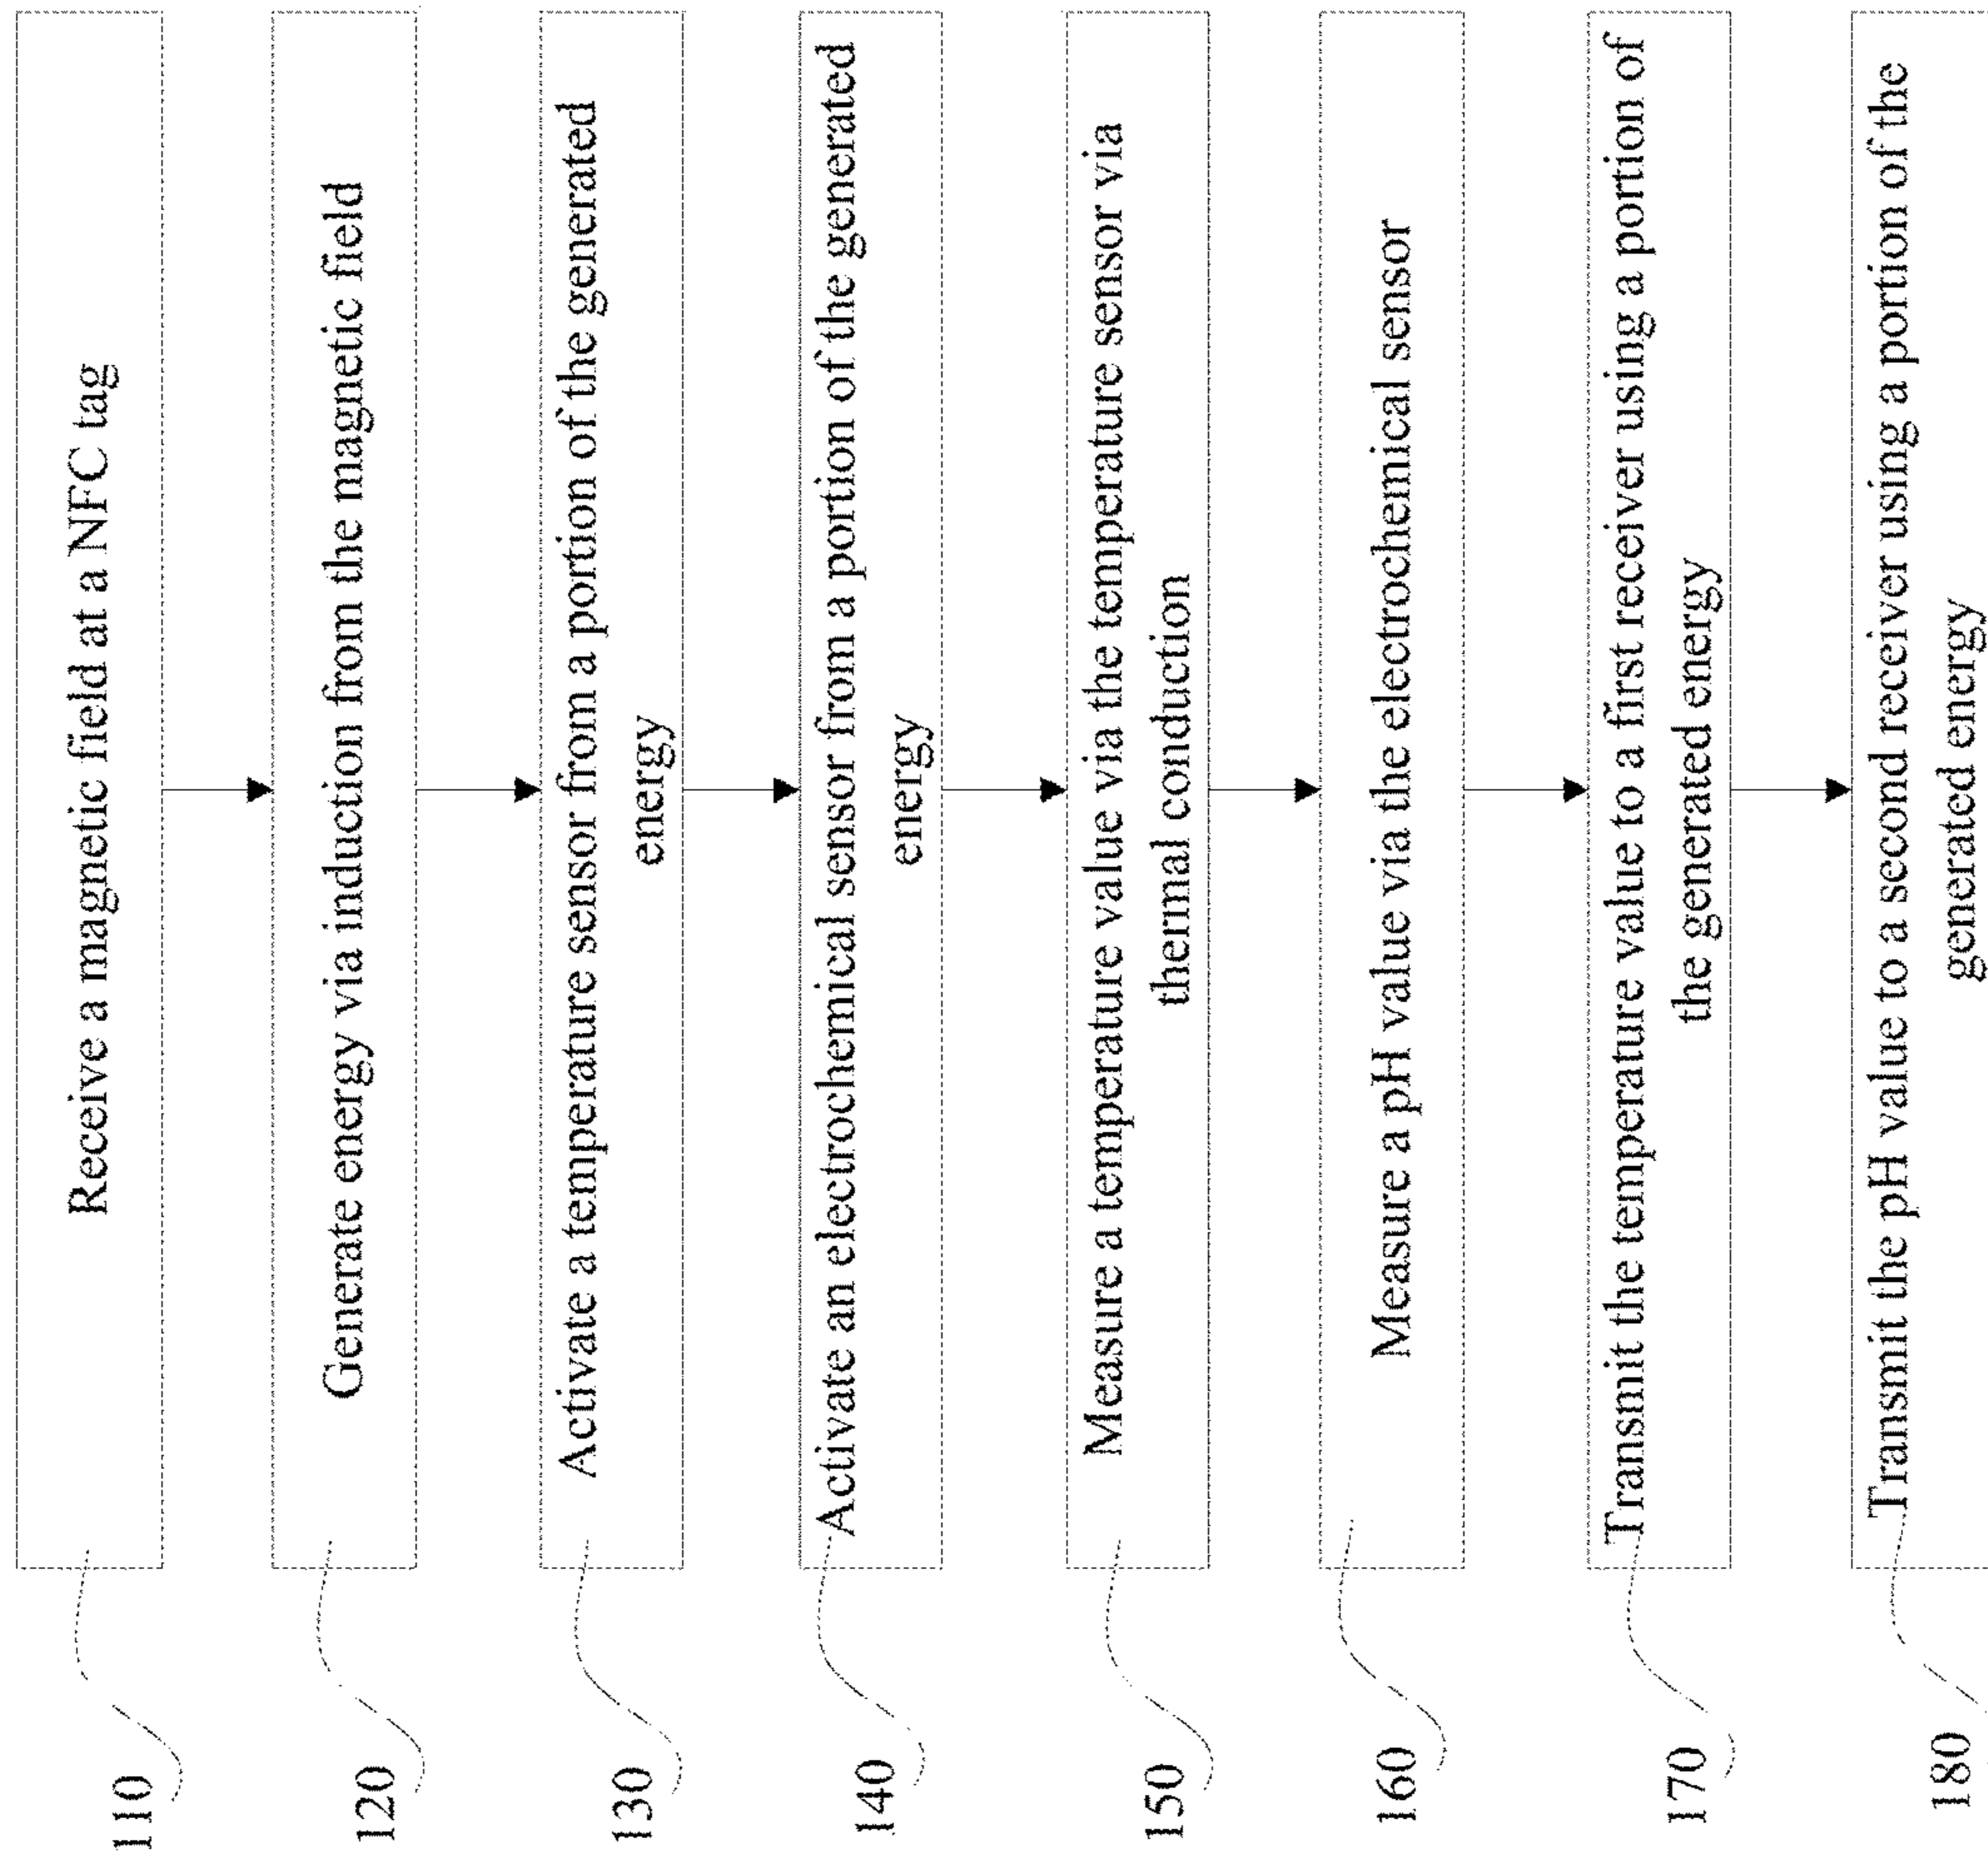 110
Receive a magnetic field at a NFC tag
120
Generate energy via induction from the magnetic field
130
Activate a temperature sensor from a portion of the generated
energy
140
Activate an electrochemical sensor from a portion of the generated
energy
150
Measure a temperature value via the temperature sensor via
thermal conduction
160
Measure a pH value via the electrochemical sensor
170
Transmit the temperature value to a first receiver using a portion of
the generated energy
180
Transmit the pH value to a second receiver using a portion of the
generated energy